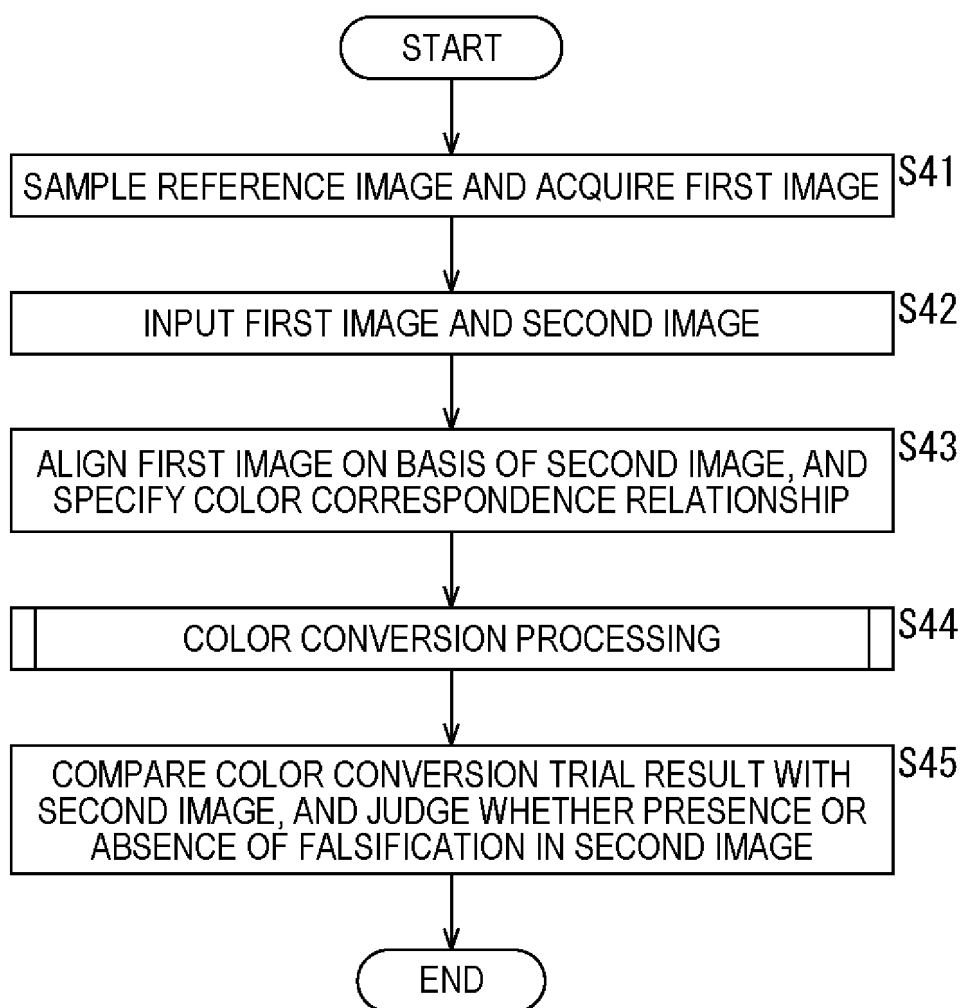 START
SAMPLE REFERENCE IMAGE AND ACQUIRE FIRST IMAGE
S41
INPUT FIRST IMAGE AND SECOND IMAGE
S42
ALIGN FIRST IMAGE ON BASIS OF SECOND IMAGE, AND
SPECIFY COLOR CORRESPONDENCE RELATIONSHIP
S43
COLOR CONVERSION PROCESSING
S44
COMPARE COLOR CONVERSION TRIAL RESULT WITH
SECOND IMAGE, AND JUDGE WHETHER PRESENCE OR
ABSENCE OF FALSIFICATION IN SECOND IMAGE
S45
END